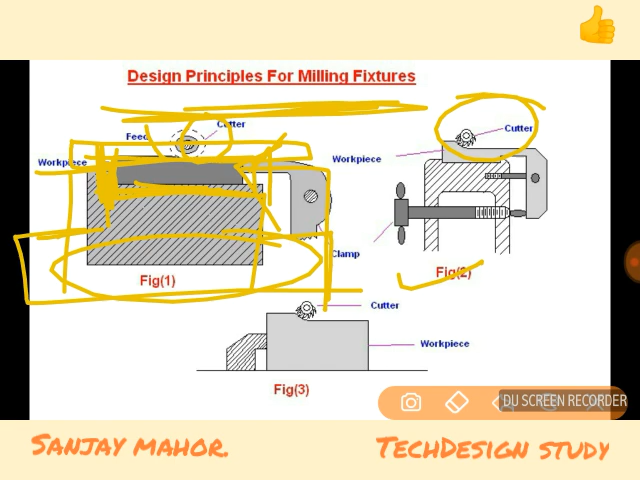 Design Principles For Milling Fixtures
Cutter
Feed
Workpiece
Fig(1)
Cutter
Workpiece
Clamp
Fig(2)
Cutter
Workpiece
Fig(3)
DU SCREEN RECORDER
SANJAY MAHOR.
TECHDESIGN STUDY